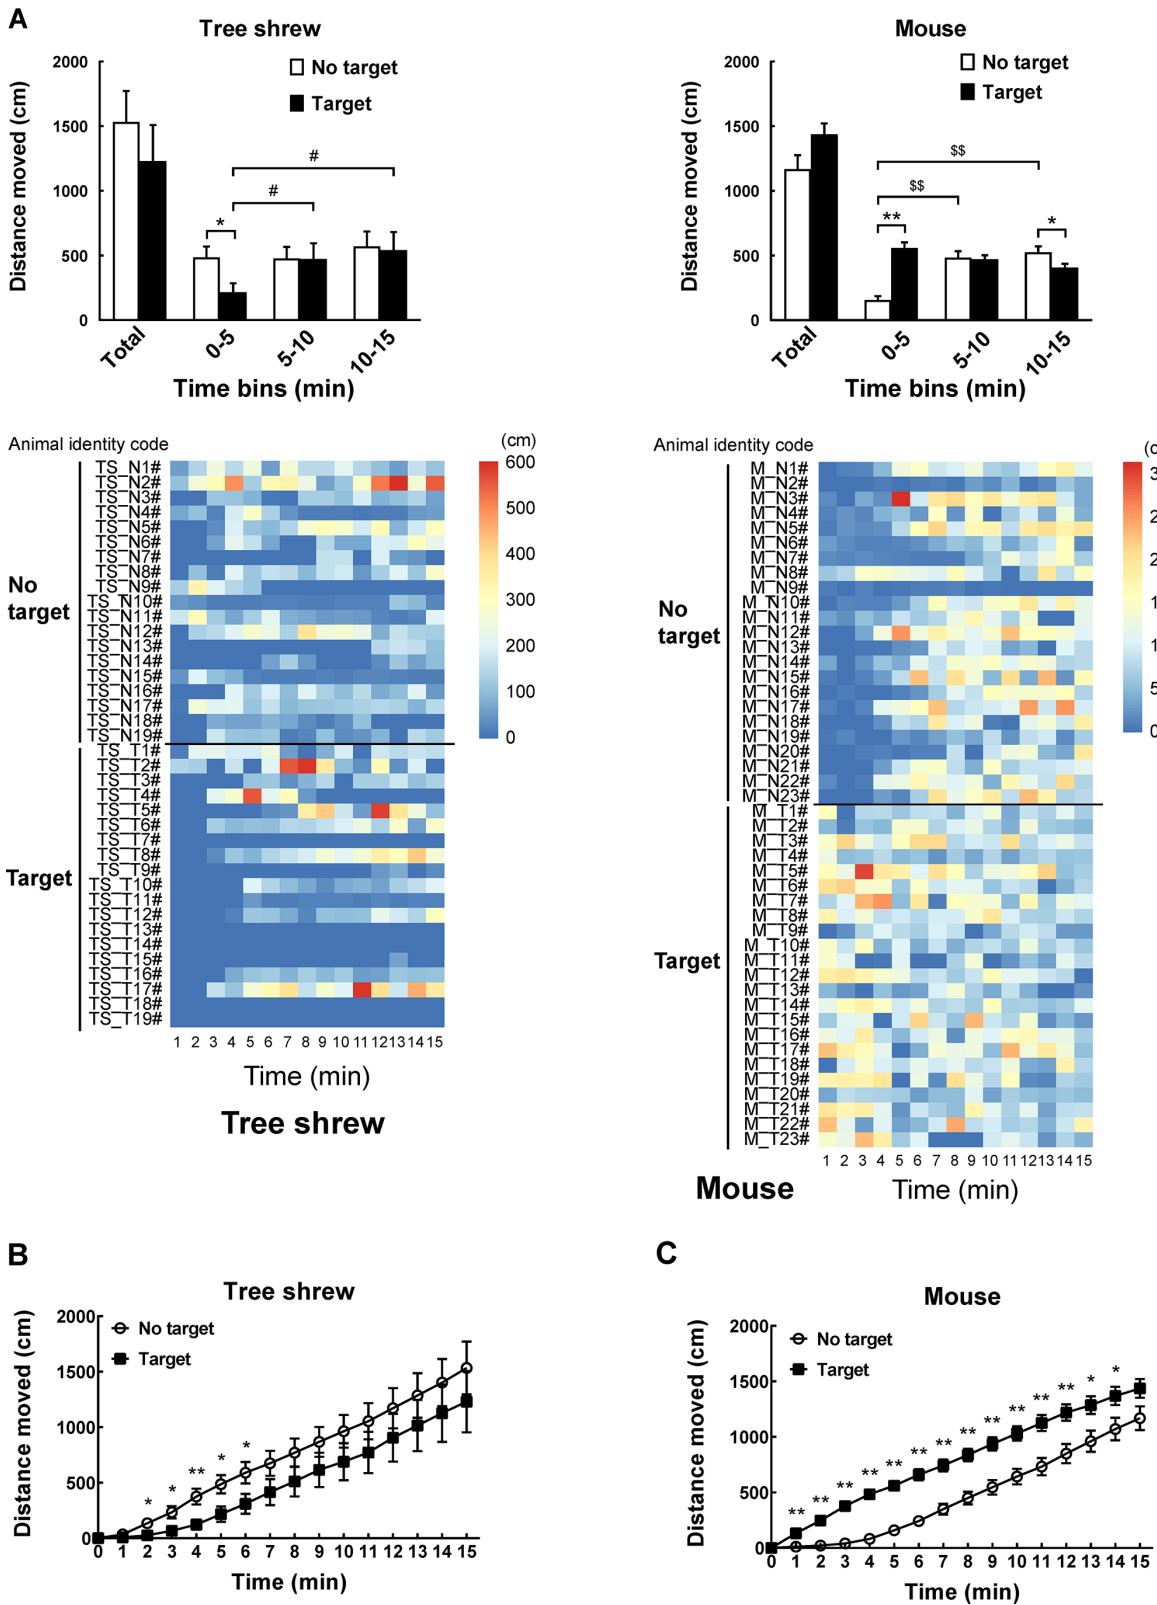 A
Tree shrew
Distance moved (cm)
2000
1500
1000
500
0
No target
Target
#
#
*
Total
0-5
5-10
10-15
Time bins (min)
Mouse
Distance moved (cm)
2000
1500
1000
500
0
No target
Target
$$
$$
**
*
Total
0-5
5-10
10-15
Time bins (min)
Animal identity code
(cm)
No target
Target
TS_N1#
TS_N2#
TS_N3#
TS_N4#
TS_N5#
TS_N6#
TS_N7#
TS_N8#
TS_N9#
TS_N10#
TS_N11#
TS_N12#
TS_N13#
TS_N14#
TS_N15#
TS_N16#
TS_N17#
TS_N18#
TS_N19#
TS_T1#
TS_T2#
TS_T3#
TS_T4#
TS_T5#
TS_T6#
TS_T7#
TS_T8#
TS_T9#
TS_T10#
TS_T11#
TS_T12#
TS_T13#
TS_T14#
TS_T15#
TS_T16#
TS_T17#
TS_T18#
TS_T19#
600
500
400
300
200
100
0
1 2 3 4 5 6 7 8 9 10 11 12 13 14 15
Time (min)
Tree shrew
Animal identity code
No target
Target
M_N1#
M_N2#
M_N3#
M_N4#
M_N5#
M_N6#
M_N7#
M_N8#
M_N9#
M_N10#
M_N11#
M_N12#
M_N13#
M_N14#
M_N15#
M_N16#
M_N17#
M_N18#
M_N19#
M_N20#
M_N21#
M_N22#
M_N23#
M_T1#
M_T2#
M_T3#
M_T4#
M_T5#
M_T6#
M_T7#
M_T8#
M_T9#
M_T10#
M_T11#
M_T12#
M_T13#
M_T14#
M_T15#
M_T16#
M_T17#
M_T18#
M_T19#
M_T20#
M_T21#
M_T22#
M_T23#
1 2 3 4 5 6 7 8 9 10 11 12 13 14 15
Mouse
Time (min)
B
Tree shrew
Distance moved (cm)
2000
1500
1000
500
0
No target
Target
* * ** * *
0 1 2 3 4 5 6 7 8 9 10 11 12 13 14 15
Time (min)
C
Mouse
Distance moved (cm)
2000
1500
1000
500
0
No target
Target
** ** ** ** ** ** ** ** ** ** ** ** * *
0 1 2 3 4 5 6 7 8 9 10 11 12 13 14 15
Time (min)